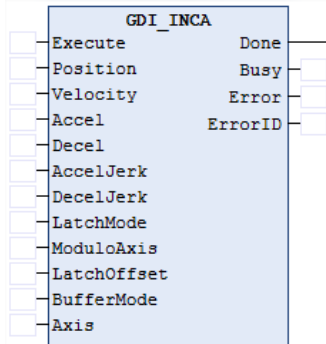 GDI_INCA
Execute Done
Position Busy
Velocity Error
Accel ErrorID
Decel
AccelJerk
DecelJerk
LatchMode
ModuloAxis
LatchOffset
BufferMode
Axis